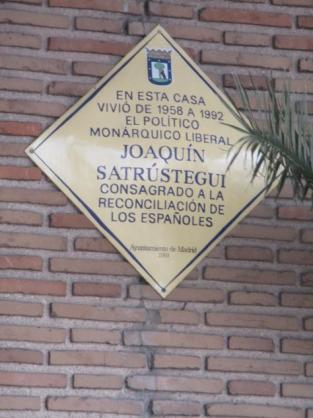 EN ESTA CASA
VIVIÓ DE 1958 A 1992
EL POLÍTICO
MONÁRQUICO LIBERAL
JOAQUÍN
SATRÚSTEGUI
CONSAGRADO A LA
RECONCILIACIÓN DE
LOS ESPAÑOLES
Ayuntamiento de Madrid